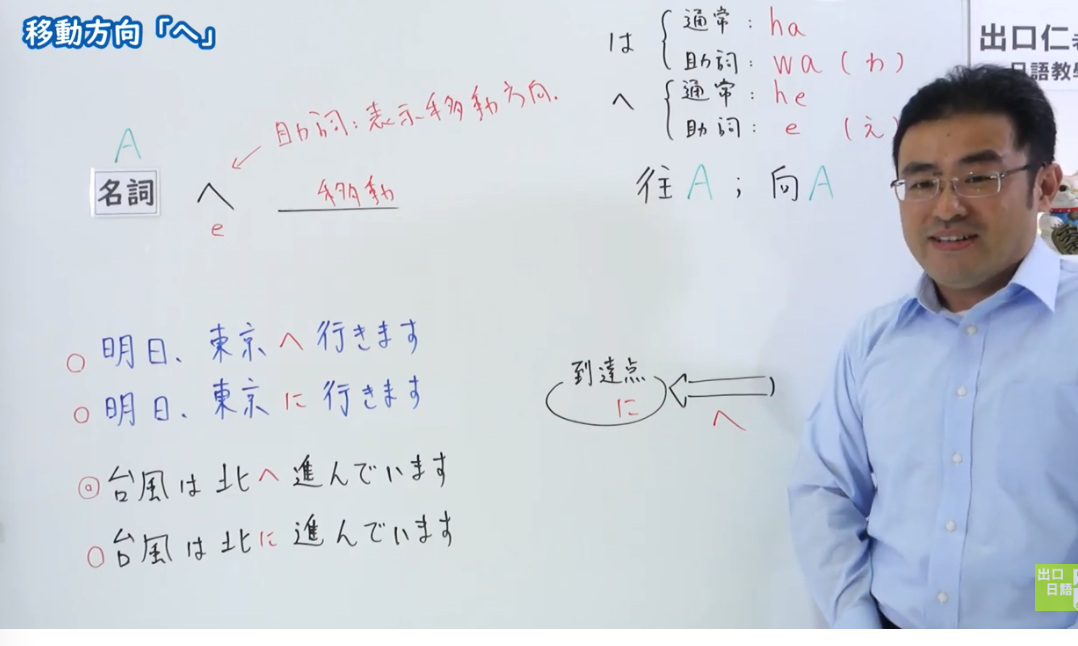 移動方向「へ」
は { 通常：ha
助詞：wa (わ)
へ { 通常：he
助詞：e (え)
往A；向A
助詞：表示移動方向.
A
名詞 へ 移動
e
○ 明日、東京へ行きます
○ 明日、東京に行きます
◎ 台風は北へ進んでいます
○ 台風は北に進んでいます
到達点
に
へ
出口仁
日語教
出口
日語